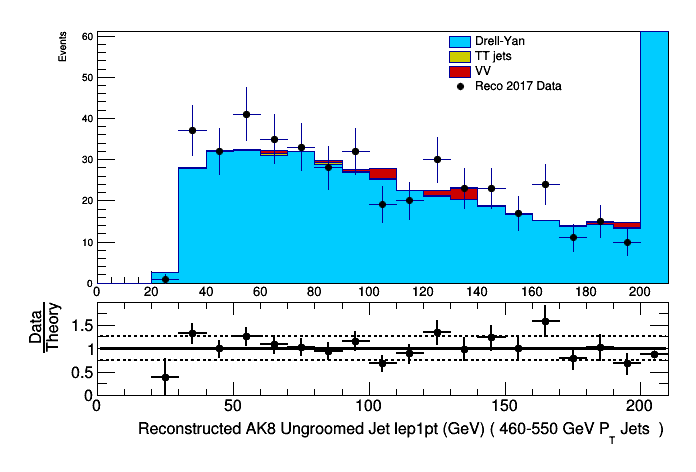 Events
60
50
40
30
20
10
0
Drell-Yan
TT jets
VV
Reco 2017 Data
0 20 40 60 80 100 120 140 160 180 200
Data
Theory
1.5
1
0.5
0
0 50 100 150 200
Reconstructed AK8 Ungroomed Jet lep1pt (GeV) ( 460-550 GeV P_T Jets )